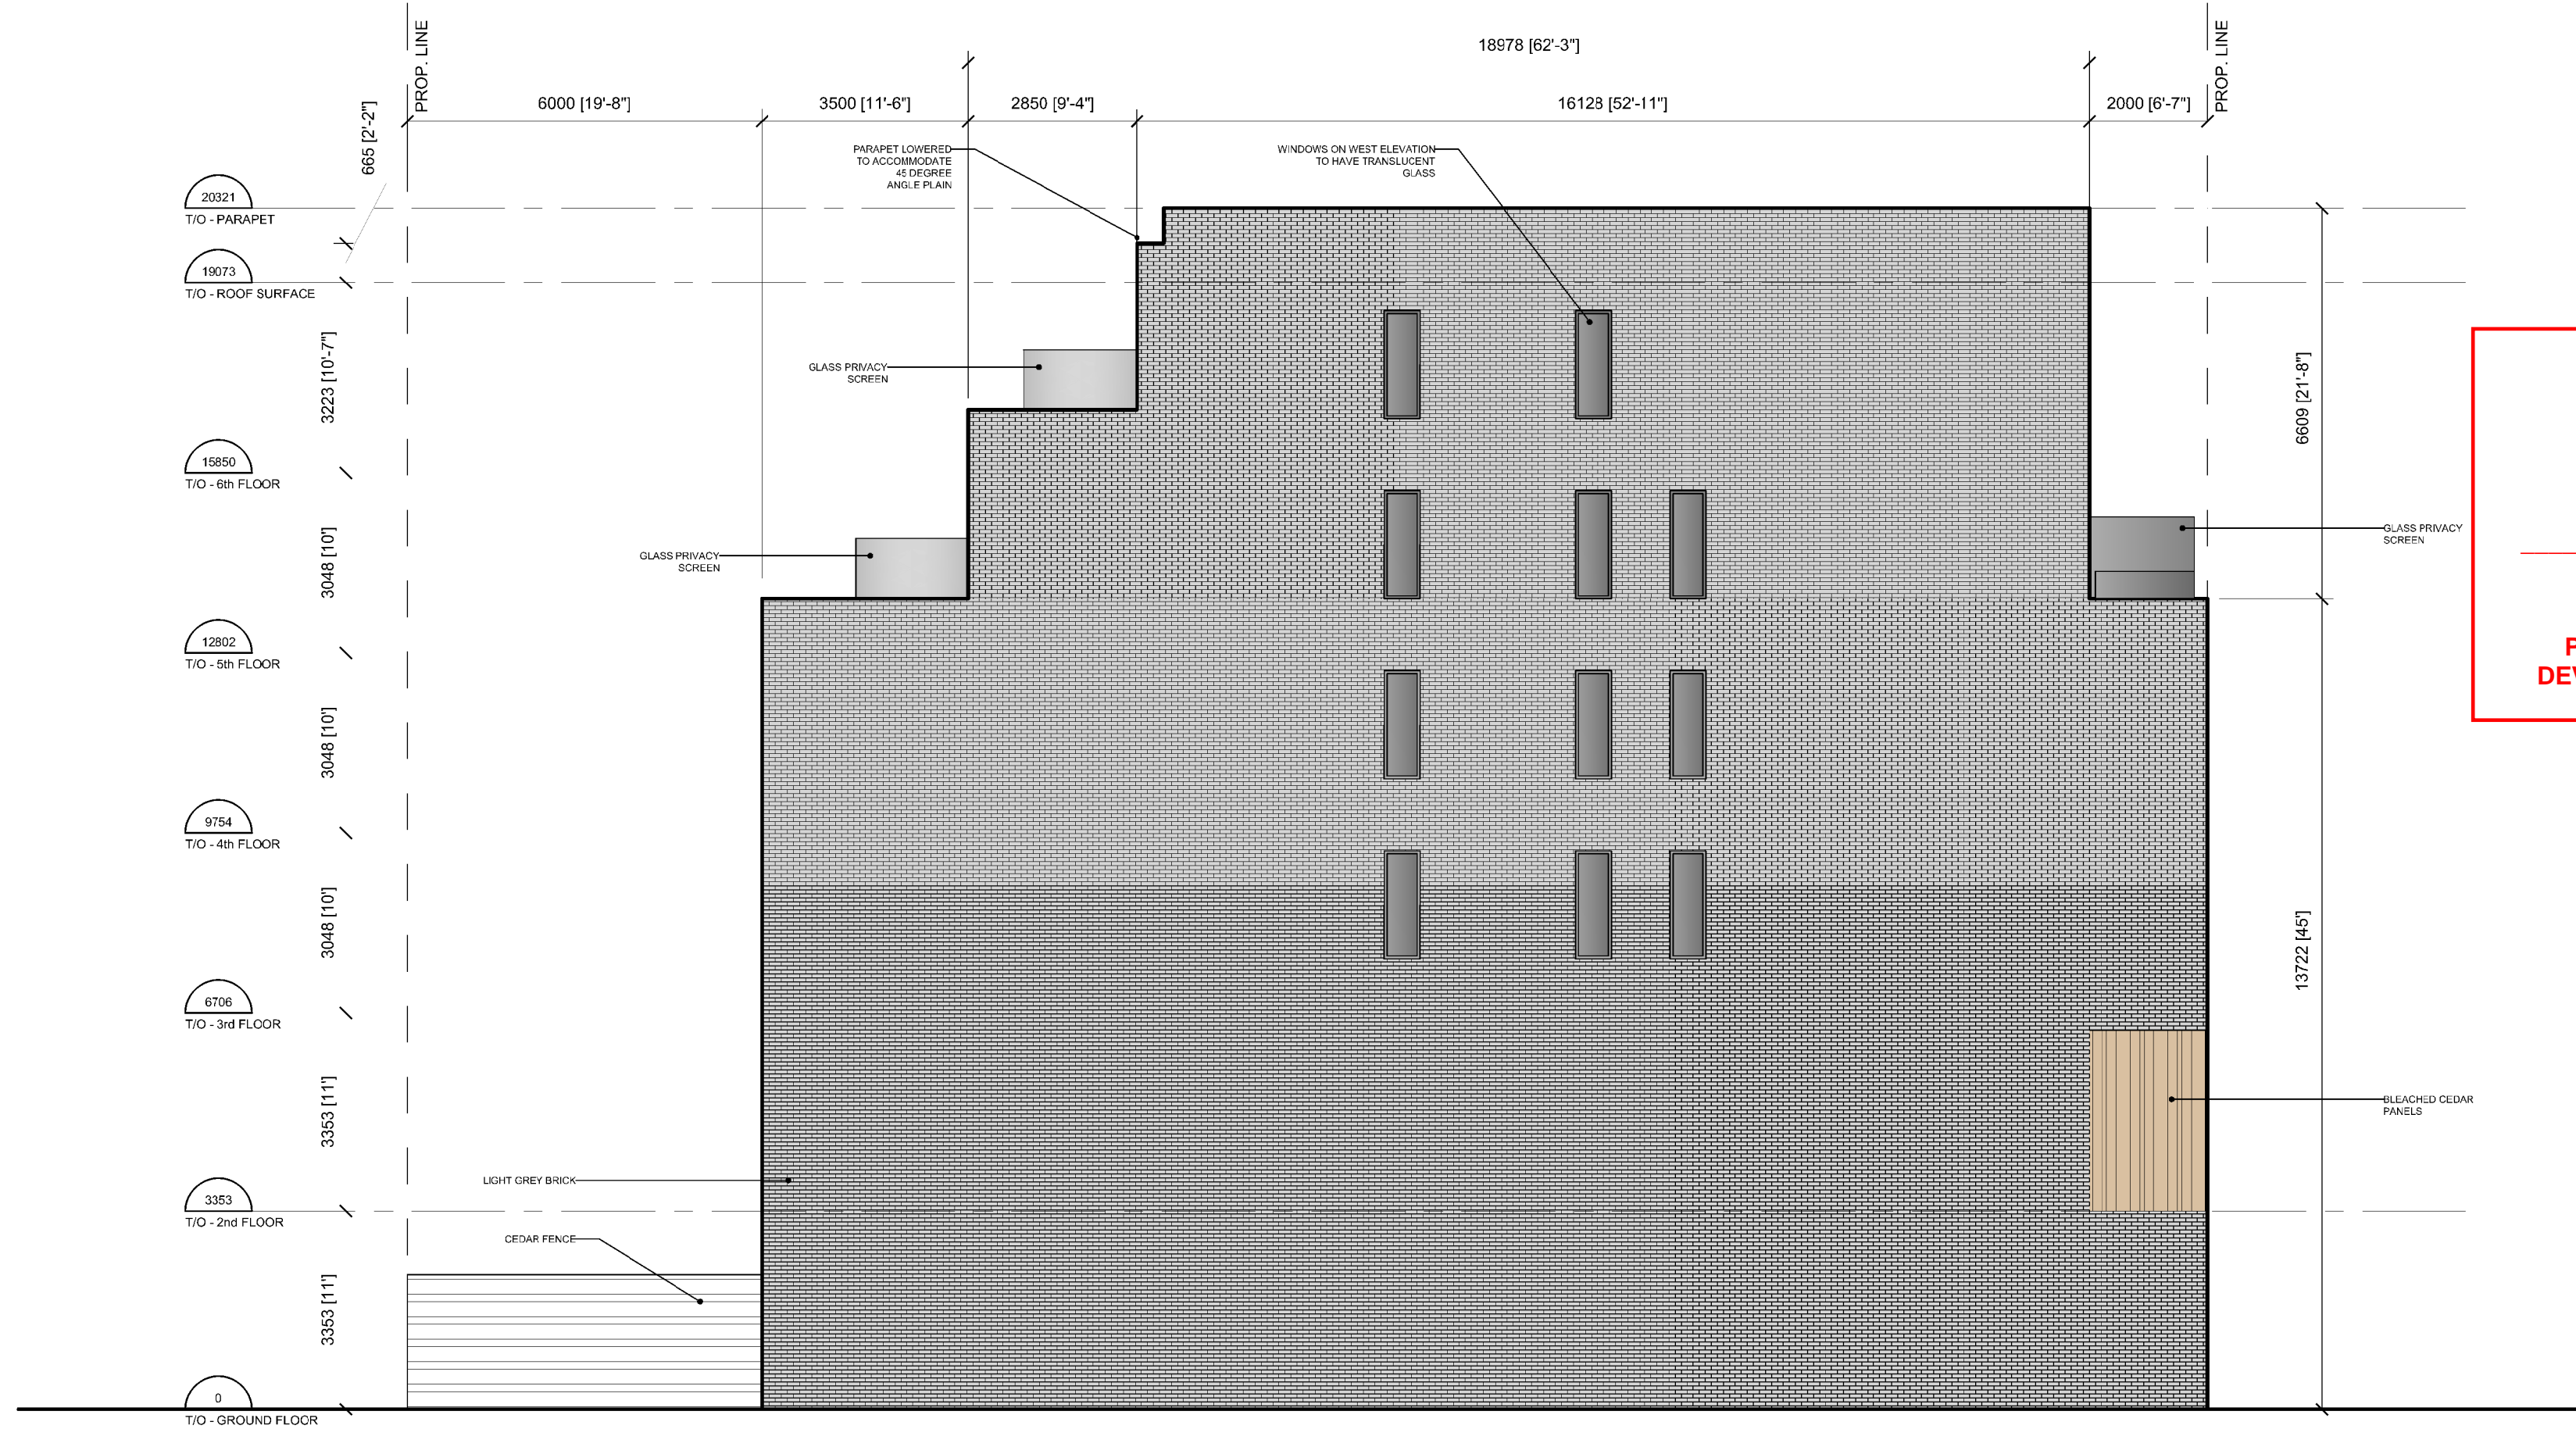 18978 [62'-3"]
PROP. LINE
PROP. LINE
6000 [19'-8"]
3500 [11'-6"]
2850 [9'-4"]
16128 [52'-11"]
2000 [6'-7"]
665 [2'-2"]
PARAPET LOWERED
TO ACCOMMODATE
45 DEGREE
ANGLE PLAIN
WINDOWS ON WEST ELEVATION
TO HAVE TRANSLUCENT
GLASS
20321
T/O - PARAPET
19073
T/O - ROOF SURFACE
3223 [10'-7"]
GLASS PRIVACY
SCREEN
6609 [21'-8"]
15850
T/O - 6th FLOOR
3048 [10']
GLASS PRIVACY
SCREEN
GLASS PRIVACY
SCREEN
12802
T/O - 5th FLOOR
P
DEV
3048 [10']
9754
T/O - 4th FLOOR
3048 [10']
13722 [45']
6706
T/O - 3rd FLOOR
3353 [11']
BLEACHED CEDAR
PANELS
LIGHT GREY BRICK
3353
T/O - 2nd FLOOR
CEDAR FENCE
3353 [11']
0
T/O - GROUND FLOOR